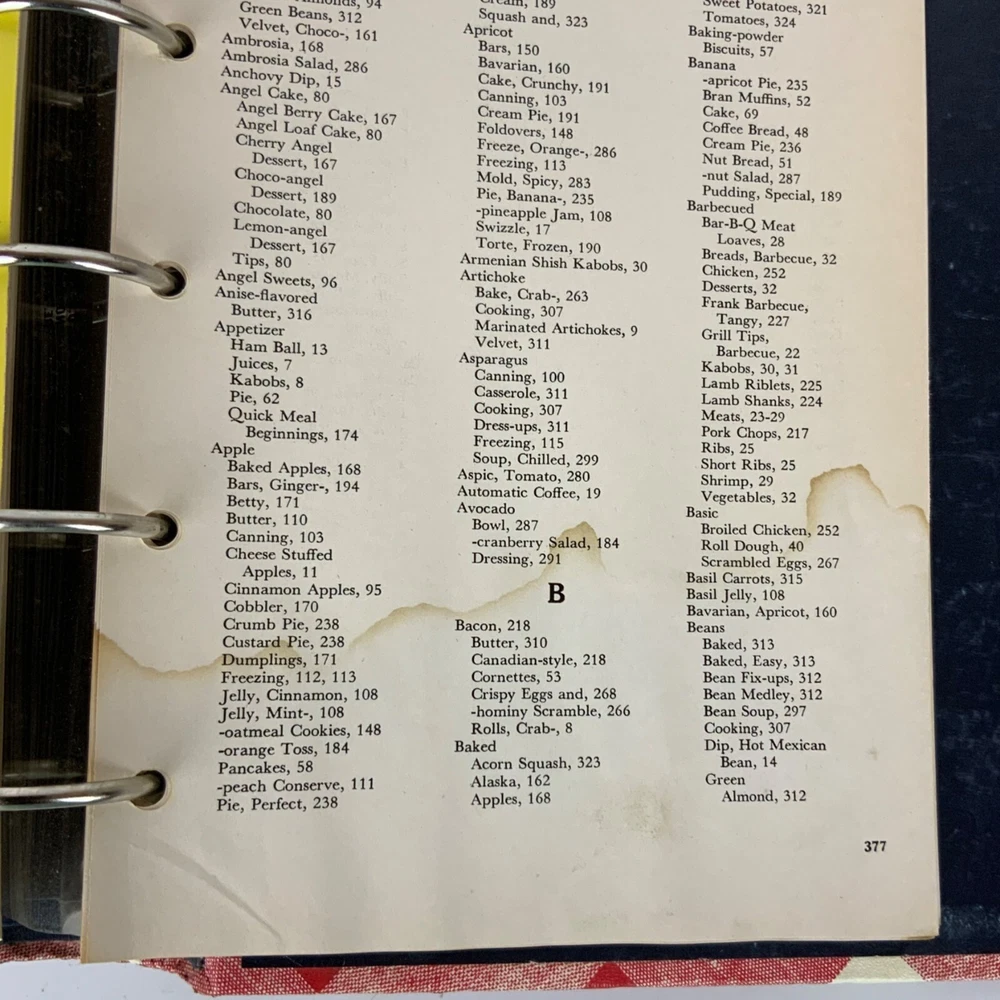 94
Green Beans, 312
Velvet, Choco-, 161
Ambrosia, 168
Ambrosia Salad, 286
Anchovy Dip, 15
Angel Cake, 80
Angel Berry Cake, 167
Angel Loaf Cake, 80
Cherry Angel
Dessert, 167
Choco-angel
Dessert, 189
Chocolate, 80
Lemon-angel
Dessert, 167
Tips, 80
Angel Sweets, 96
Anise-flavored
Butter, 316
Appetizer
Ham Ball, 13
Juices, 7
Kabobs, 8
Pie, 62
Quick Meal
Beginnings, 174
Apple
Baked Apples, 168
Bars, Ginger-, 194
Betty, 171
Butter, 110
Canning, 103
Cheese Stuffed
Apples, 11
Cinnamon Apples, 95
Cobbler, 170
Crumb Pie, 238
Custard Pie, 238
Dumplings, 171
Freezing, 112, 113
Jelly, Cinnamon, 108
Jelly, Mint-, 108
-oatmeal Cookies, 148
-orange Toss, 184
Pancakes, 58
-peach Conserve, 111
Pie, Perfect, 238
Cream, 189
Squash and, 323
Apricot
Bars, 150
Bavarian, 160
Cake, Crunchy, 191
Canning, 103
Cream Pie, 191
Foldovers, 148
Freeze, Orange-, 286
Freezing, 113
Mold, Spicy, 283
Pie, Banana-, 235
-pineapple Jam, 108
Swizzle, 17
Torte, Frozen, 190
Armenian Shish Kabobs, 30
Artichoke
Bake, Crab-, 263
Cooking, 307
Marinated Artichokes, 9
Velvet, 311
Asparagus
Canning, 100
Casserole, 311
Cooking, 307
Dress-ups, 311
Freezing, 115
Soup, Chilled, 299
Aspic, Tomato, 280
Automatic Coffee, 19
Avocado
Bowl, 287
-cranberry Salad, 184
Dressing, 291
B
Bacon, 218
Butter, 310
Canadian-style, 218
Cornettes, 53
Crispy Eggs and, 268
-hominy Scramble, 266
Rolls, Crab-, 8
Baked
Acorn Squash, 323
Alaska, 162
Apples, 168
Sweet Potatoes, 321
Tomatoes, 324
Baking-powder
Biscuits, 57
Banana
-apricot Pie, 235
Bran Muffins, 52
Cake, 69
Coffee Bread, 48
Cream Pie, 236
Nut Bread, 51
-nut Salad, 287
Pudding, Special, 189
Barbecued
Bar-B-Q Meat
Loaves, 28
Breads, Barbecue, 32
Chicken, 252
Desserts, 32
Frank Barbecue,
Tangy, 227
Grill Tips,
Barbecue, 22
Kabobs, 30, 31
Lamb Riblets, 225
Lamb Shanks, 224
Meats, 23-29
Pork Chops, 217
Ribs, 25
Short Ribs, 25
Shrimp, 29
Vegetables, 32
Basic
Broiled Chicken, 252
Roll Dough, 40
Scrambled Eggs, 267
Basil Carrots, 315
Basil Jelly, 108
Bavarian, Apricot, 160
Beans
Baked, 313
Baked, Easy, 313
Bean Fix-ups, 312
Bean Medley, 312
Bean Soup, 297
Cooking, 307
Dip, Hot Mexican
Bean, 14
Green
Almond, 312
377